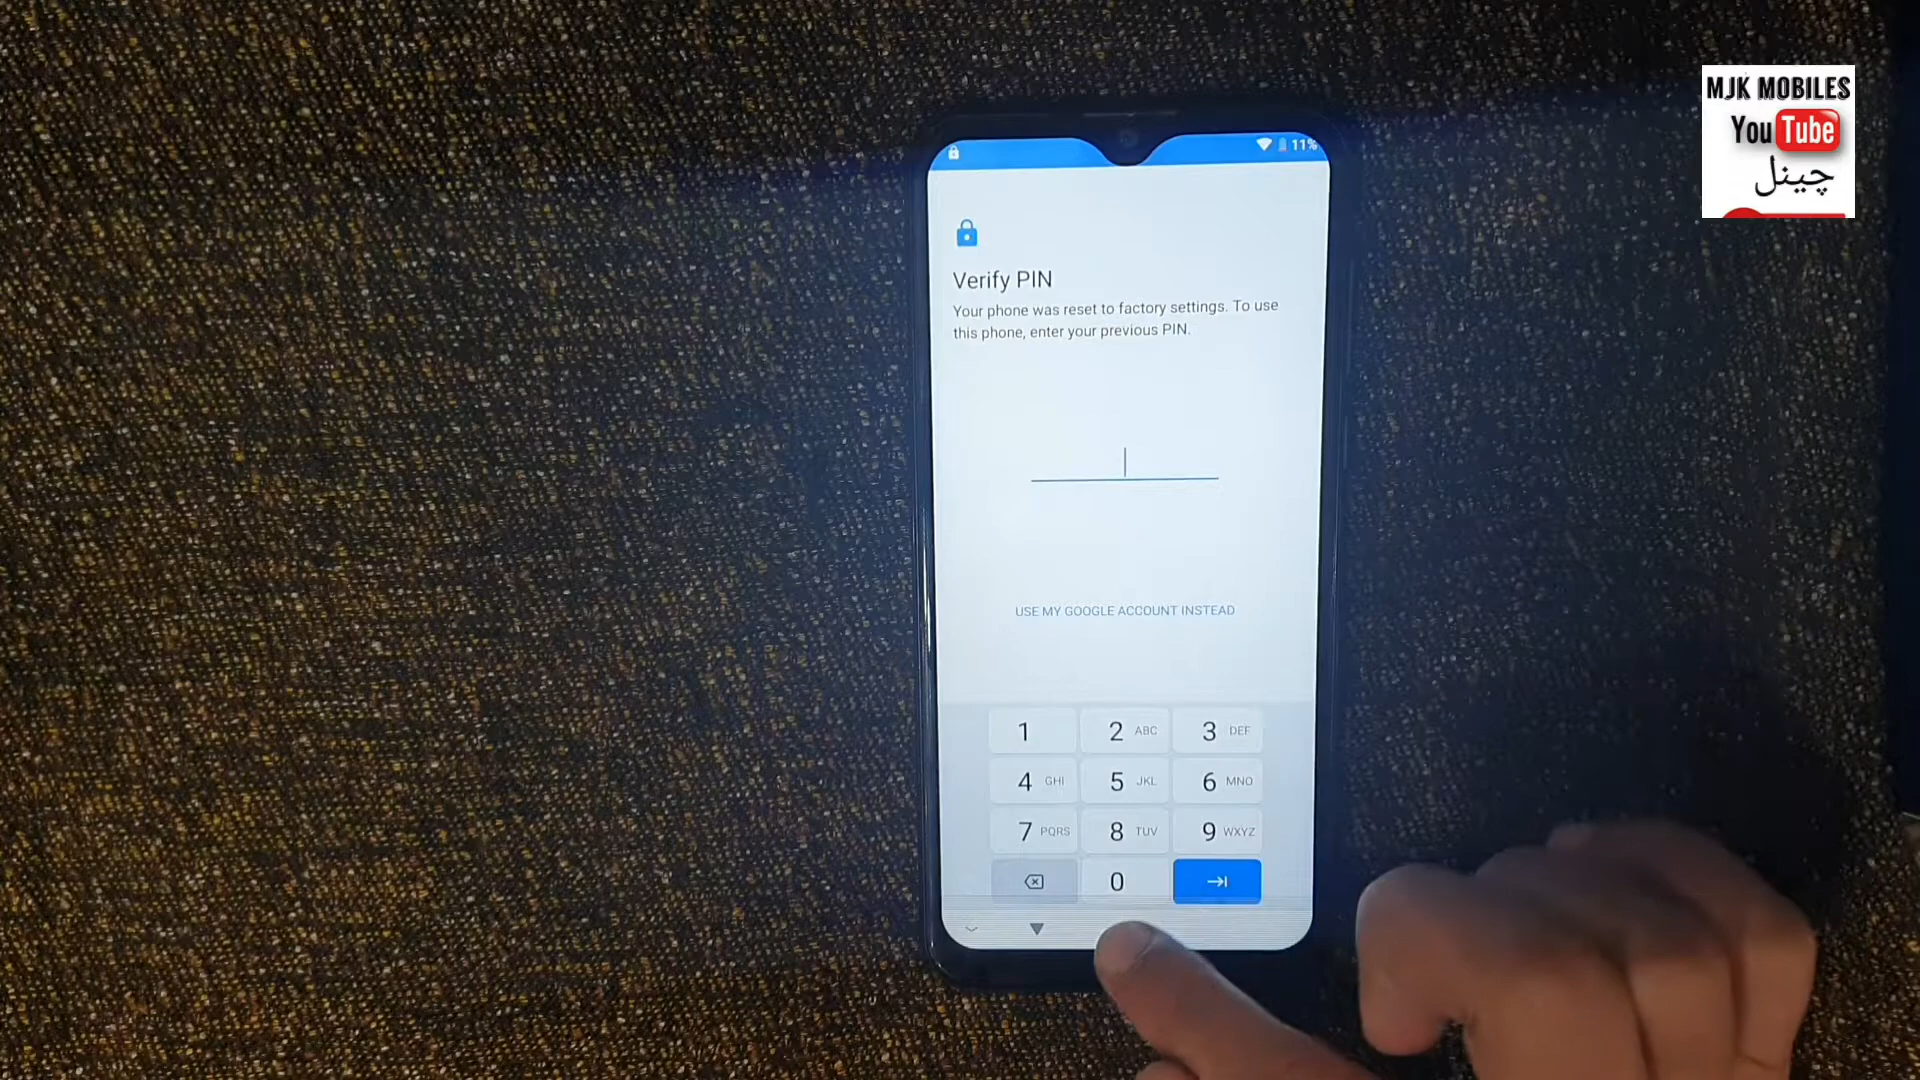 MJK MOBILES
YouTube
چینل
11%
Verify PIN
Your phone was reset to factory settings. To use
this phone, enter your previous PIN.
USE MY GOOGLE ACCOUNT INSTEAD
1 2 ABC 3 DEF
4 GHI 5 JKL 6 MNO
7 PQRS 8 TUV 9 WXYZ
0